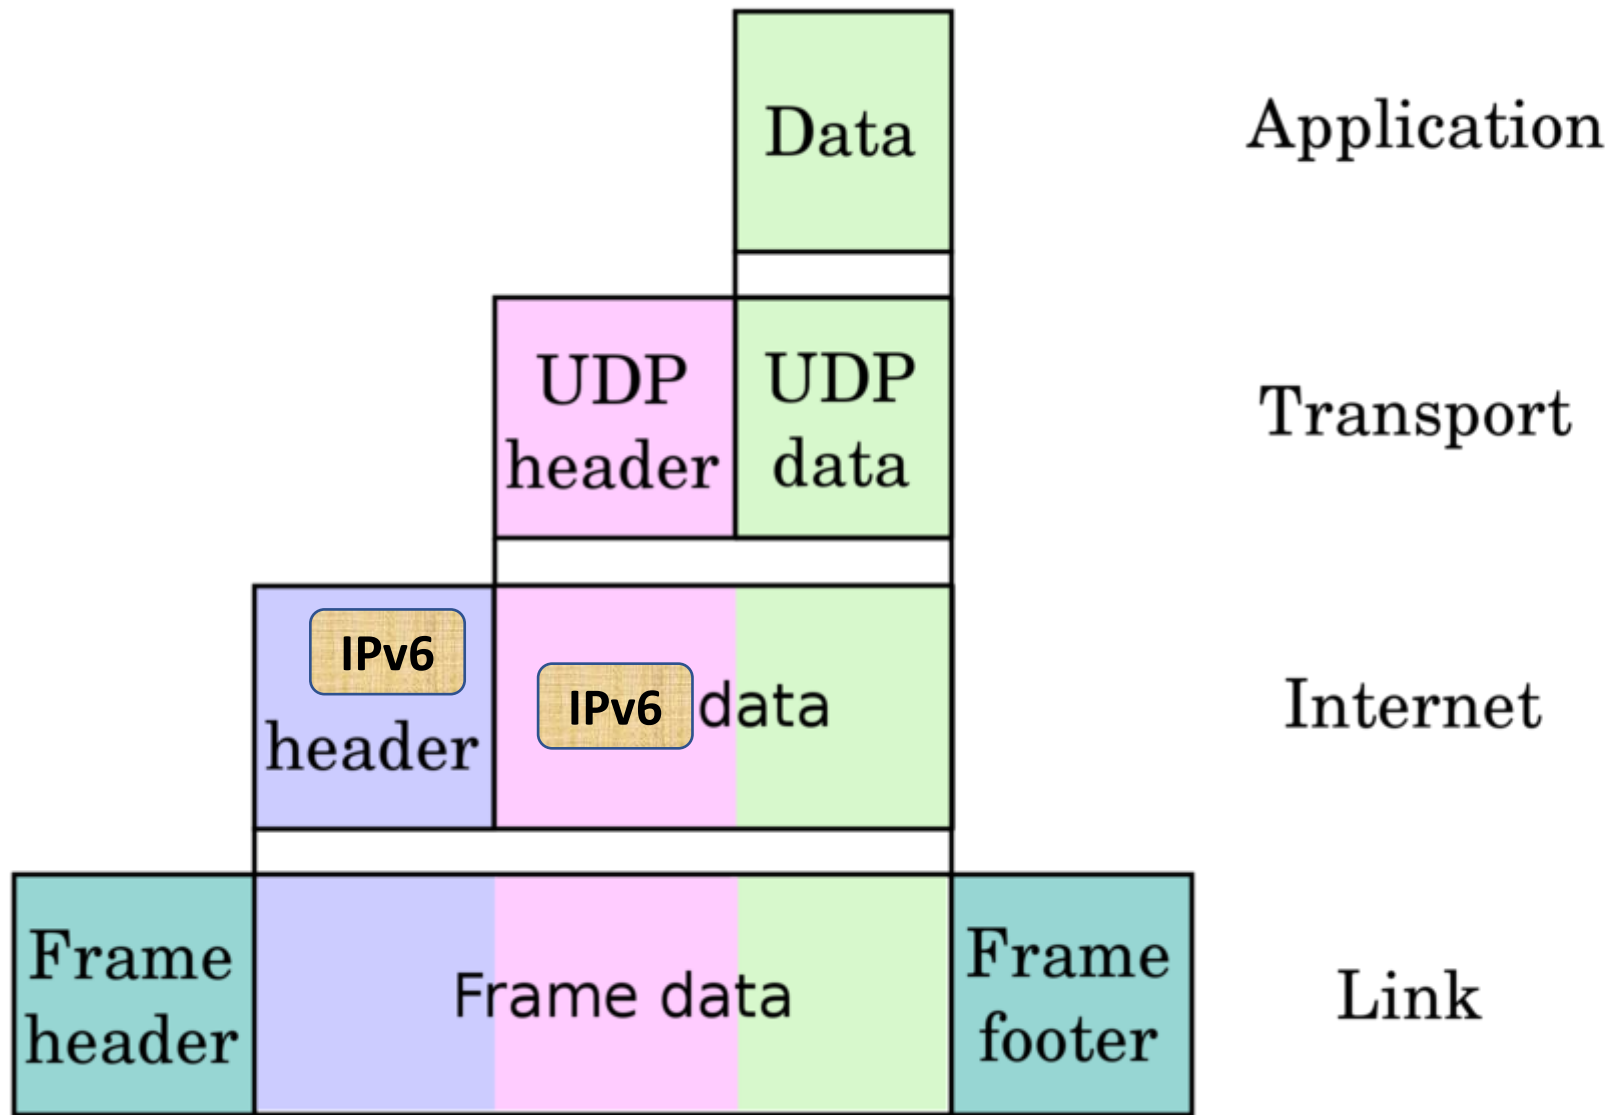 Data
Application
UDP
header
UDP
data
Transport
IPv6
header
IPv6 data
Internet
Frame
header
Frame data
Frame
footer
Link